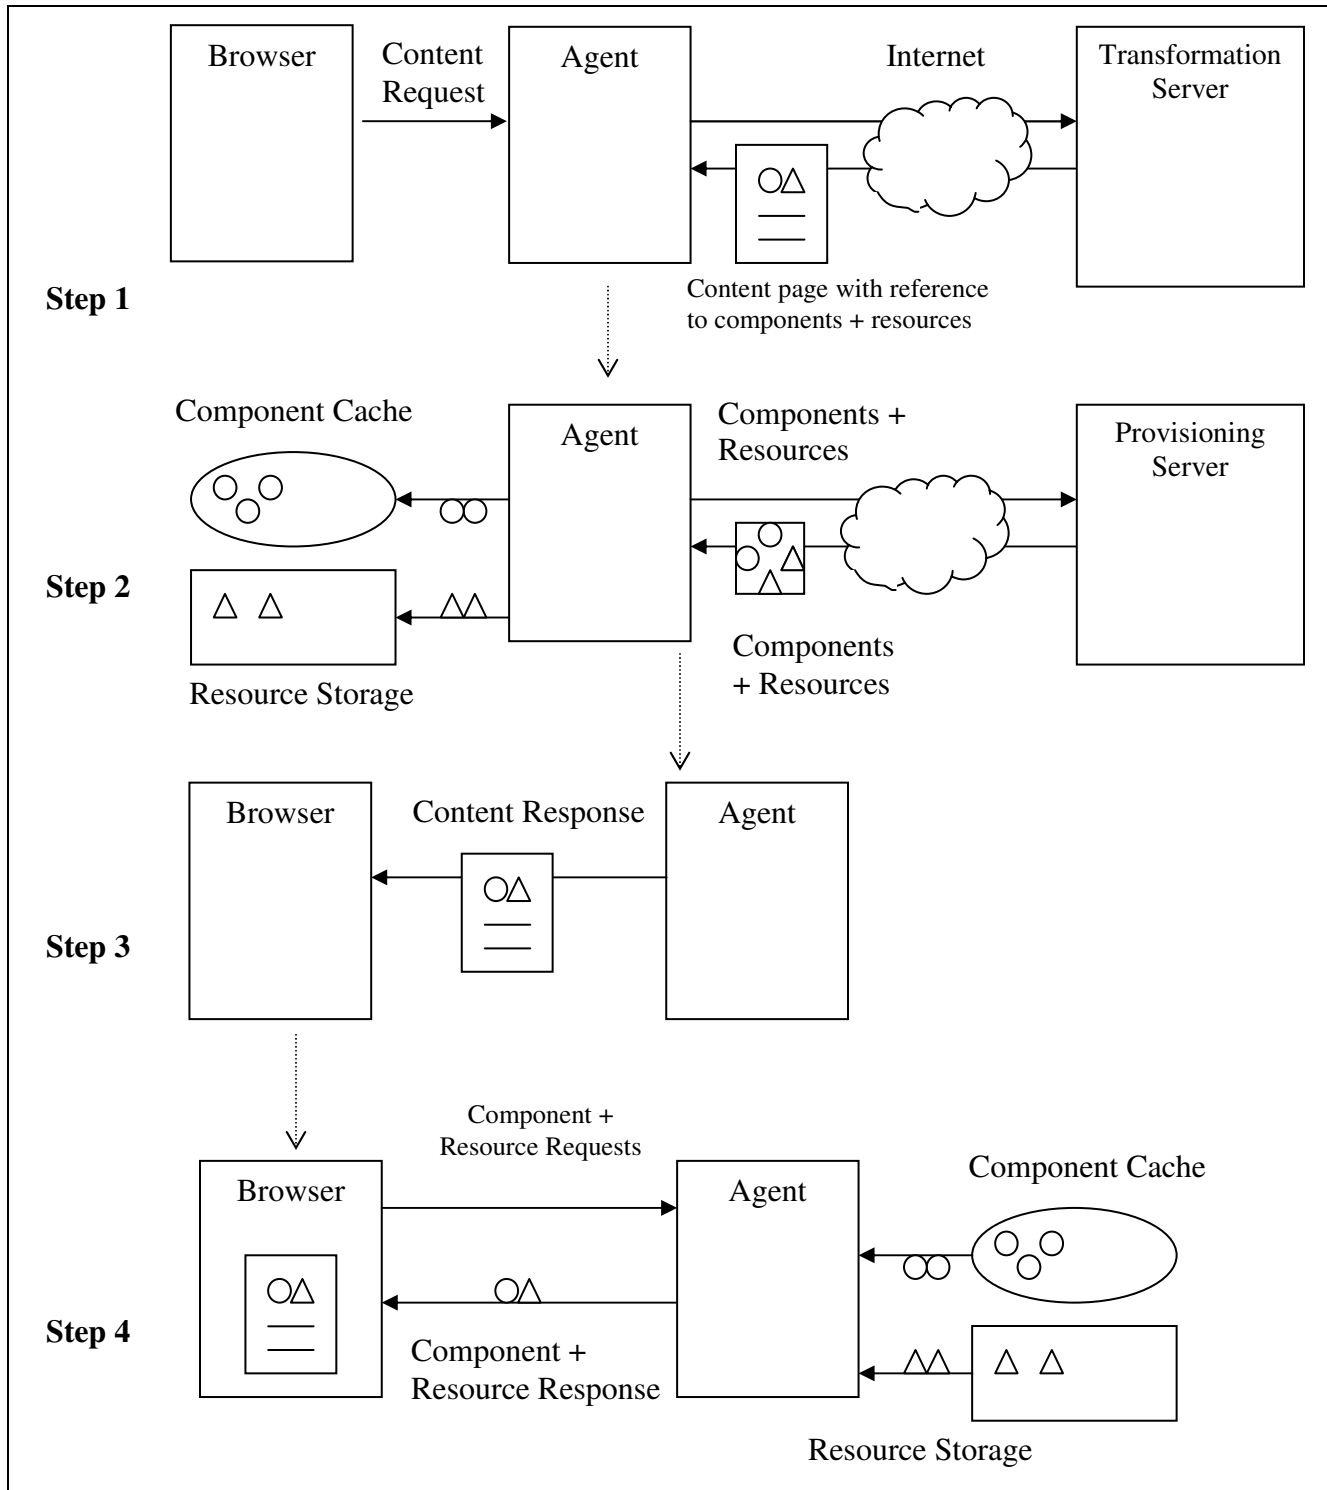 Browser
Content
Request
Agent
Internet
Transformation
Server
Step 1
Content page with reference
to components + resources
Component Cache
Agent
Components +
Resources
Provisioning
Server
Step 2
Components
+ Resources
Resource Storage
Browser
Content Response
Agent
Step 3
Component +
Resource Requests
Browser
Agent
Component Cache
Step 4
Component +
Resource Response
Resource Storage